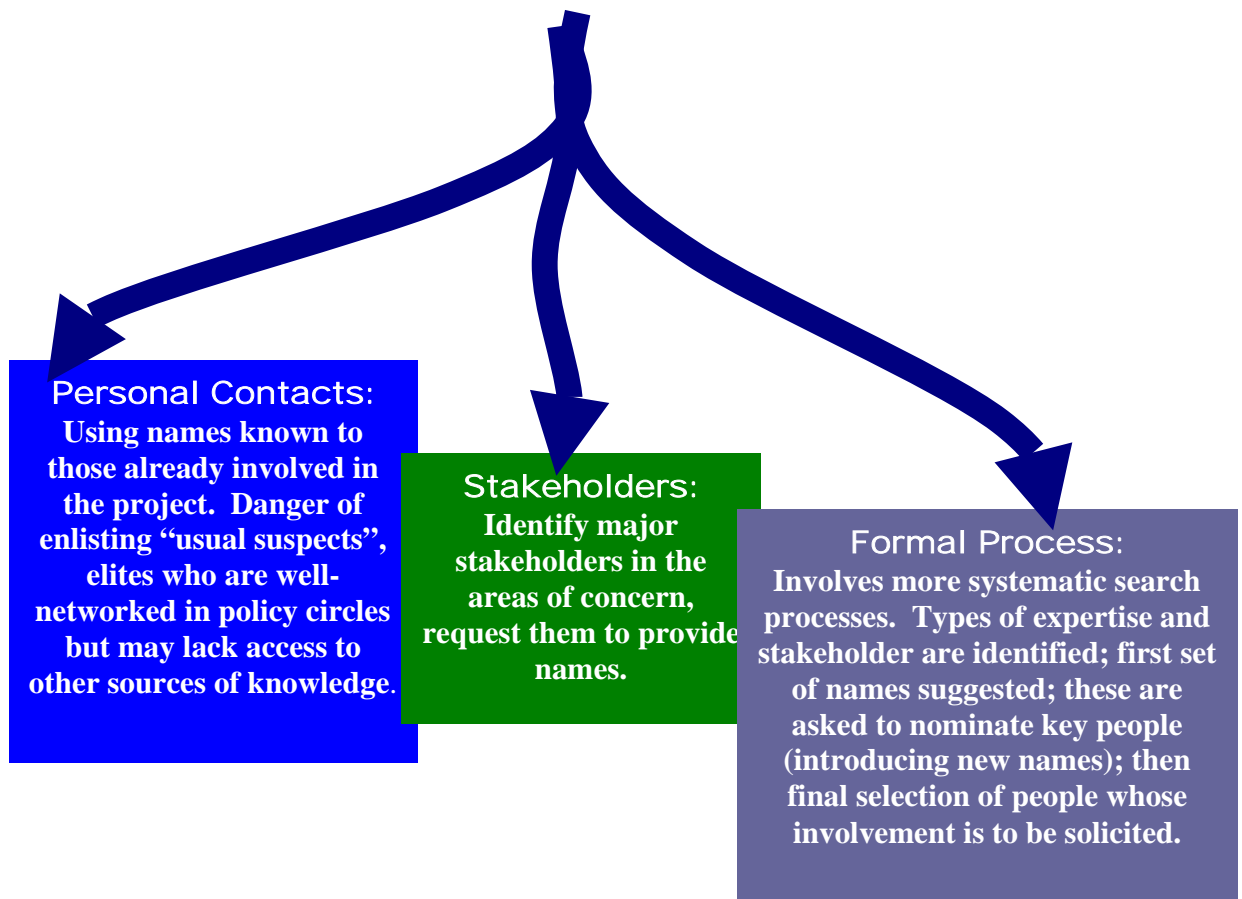 Personal Contacts:
Using names known to
those already involved in
the project.  Danger of
enlisting “usual suspects”,
elites who are well-
networked in policy circles
but may lack access to
other sources of knowledge.
Stakeholders:
Identify major
stakeholders in the
areas of concern,
request them to provide
names.
Formal Process:
Involves more systematic search
processes.  Types of expertise and
stakeholder are identified; first set
of names suggested; these are
asked to nominate key people
(introducing new names); then
final selection of people whose
involvement is to be solicited.